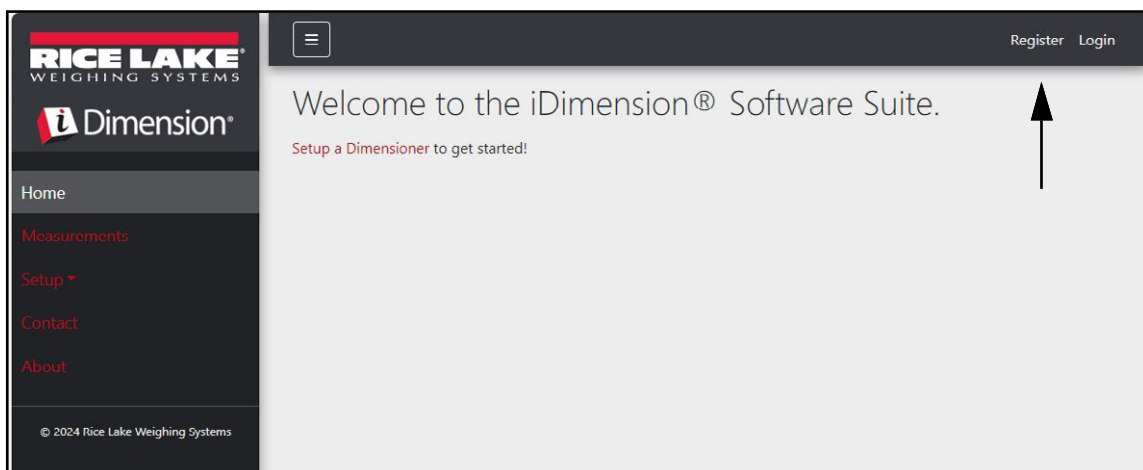 RICE LAKE®
WEIGHING SYSTEMS
i Dimension®
Home
Measurements
Setup
Contact
About
© 2024 Rice Lake Weighing Systems
Register Login
Welcome to the iDimension® Software Suite.
Setup a Dimensioner to get started!